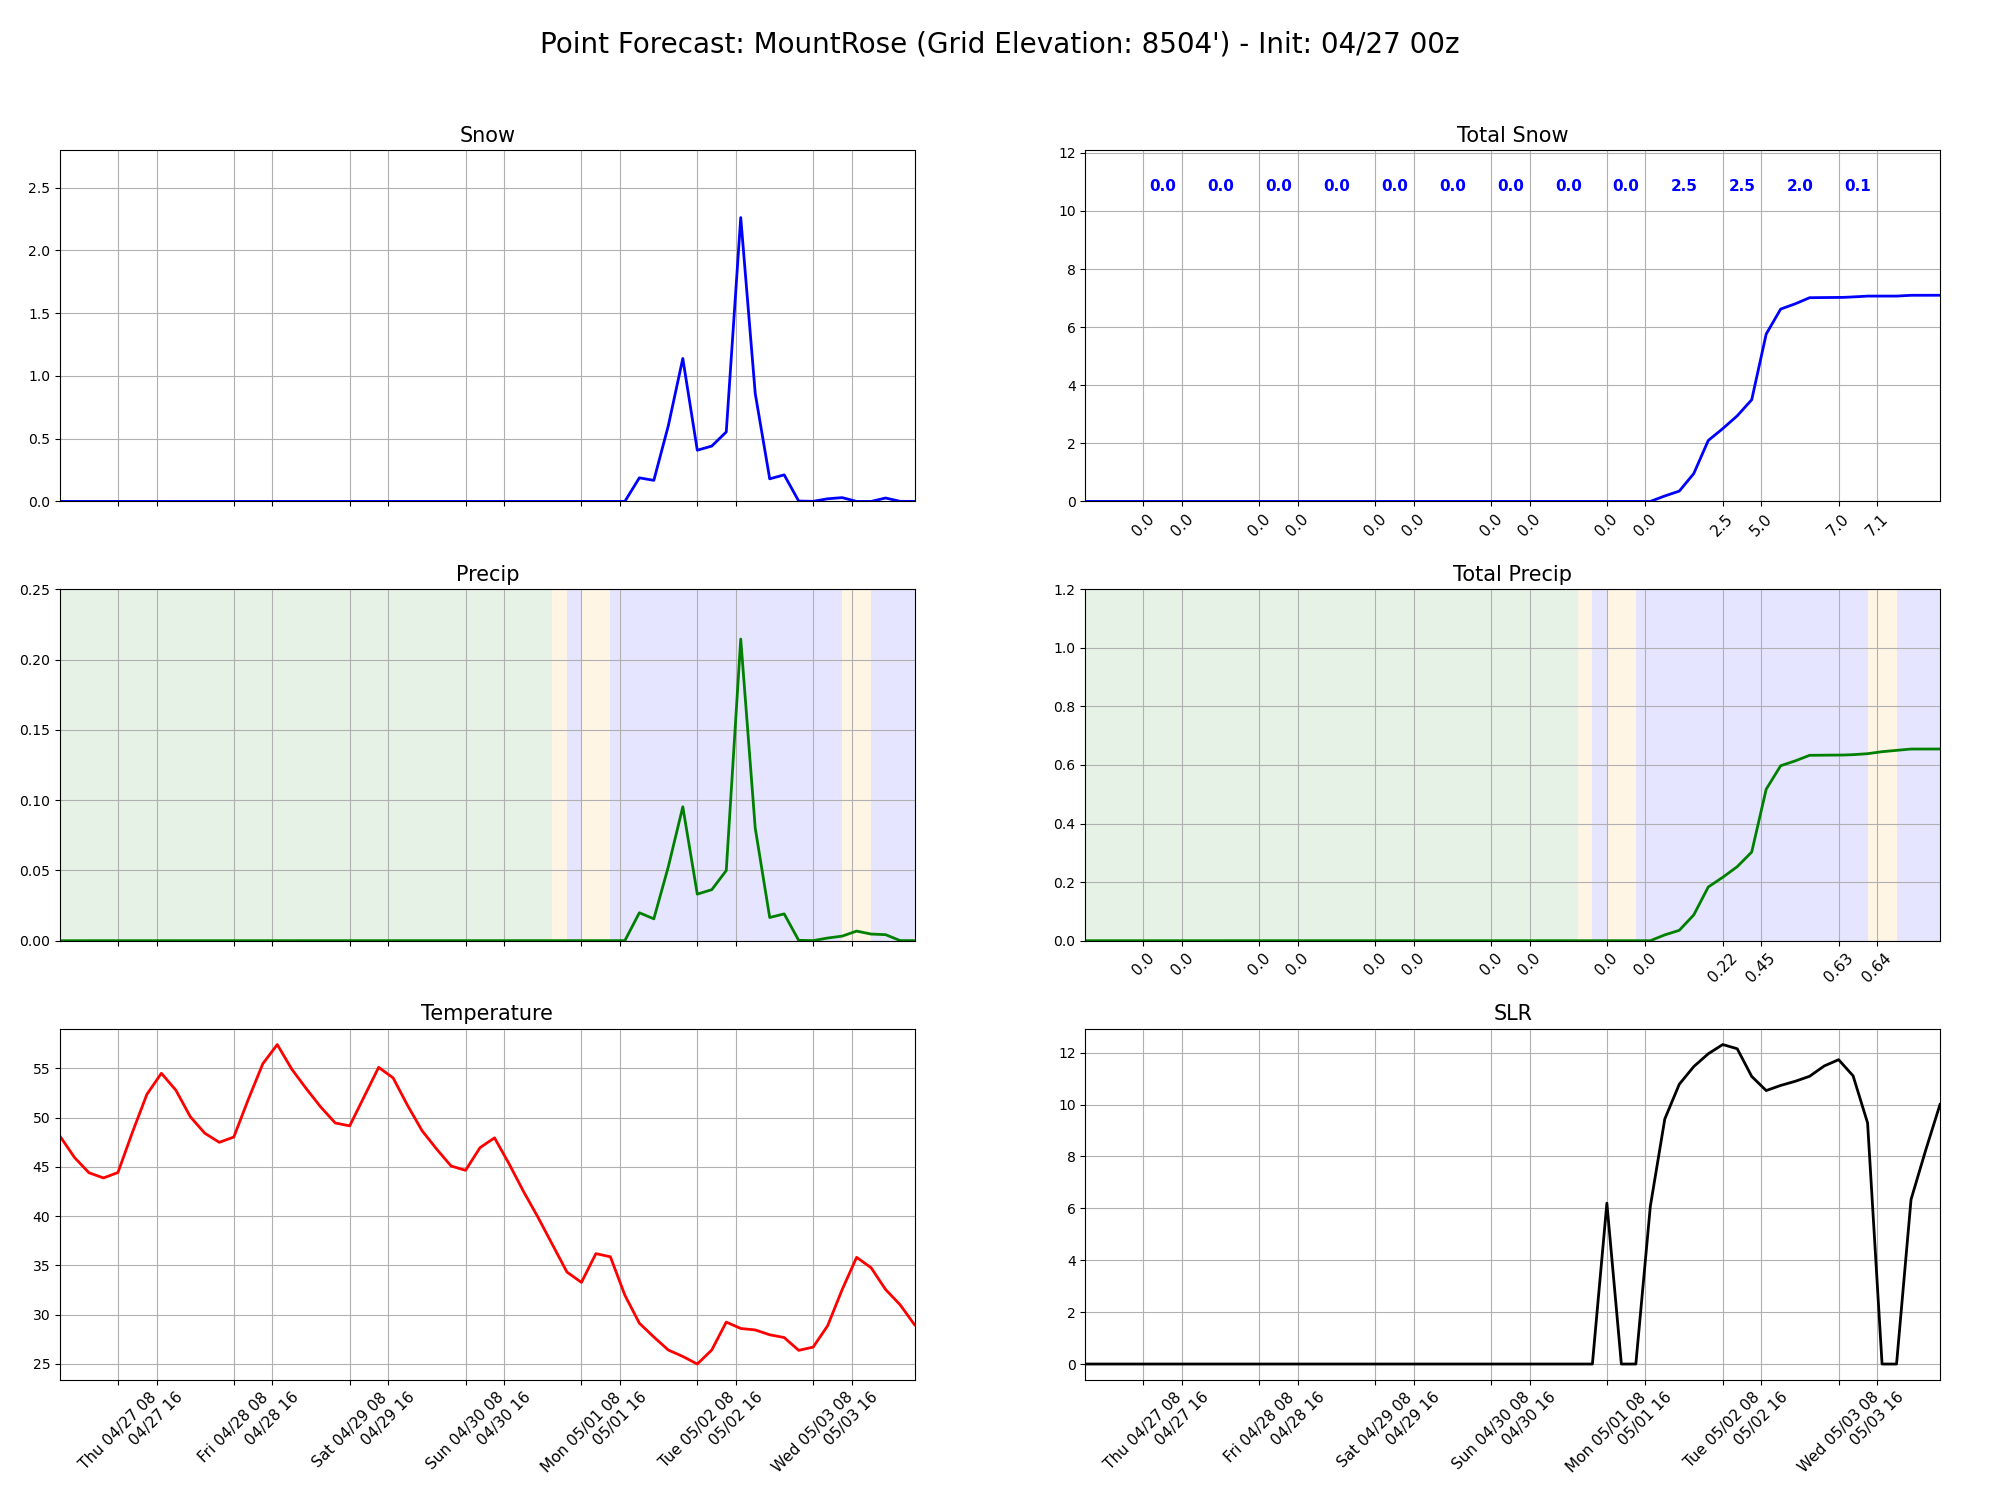 Point Forecast: MountRose (Grid Elevation: 8504') - Init: 04/27 00z
Snow
2.5
2.0
1.5
1.0
0.5
0.0
Total Snow
12
10
8
6
4
2
0
0.0 0.0 0.0 0.0 0.0 0.0 0.0 0.0 0.0 2.5 2.5 2.0 0.1
0.0 0.0 0.0 0.0 0.0 0.0 0.0 0.0 0.0 0.0 2.5 5.0 7.0 7.1
Precip
0.25
0.20
0.15
0.10
0.05
0.00
Total Precip
1.2
1.0
0.8
0.6
0.4
0.2
0.0
0.0 0.0 0.0 0.0 0.0 0.0 0.0 0.0 0.0 0.0 0.22 0.45 0.63 0.64
Temperature
55
50
45
40
35
30
25
Thu 04/27 08
04/27 16
Fri 04/28 08
04/28 16
Sat 04/29 08
04/29 16
Sun 04/30 08
04/30 16
Mon 05/01 08
05/01 16
Tue 05/02 08
05/02 16
Wed 05/03 08
05/03 16
SLR
12
10
8
6
4
2
0
Thu 04/27 08
04/27 16
Fri 04/28 08
04/28 16
Sat 04/29 08
04/29 16
Sun 04/30 08
04/30 16
Mon 05/01 08
05/01 16
Tue 05/02 08
05/02 16
Wed 05/03 08
05/03 16